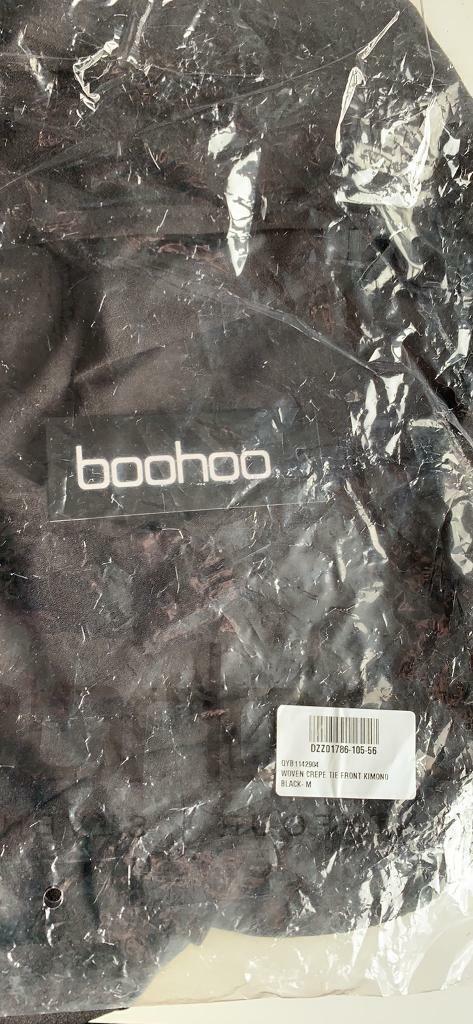 boohoo
DZZ01786-105-56
QYB1142904
WOVEN CREPE TIE FRONT KIMONO
BLACK- M